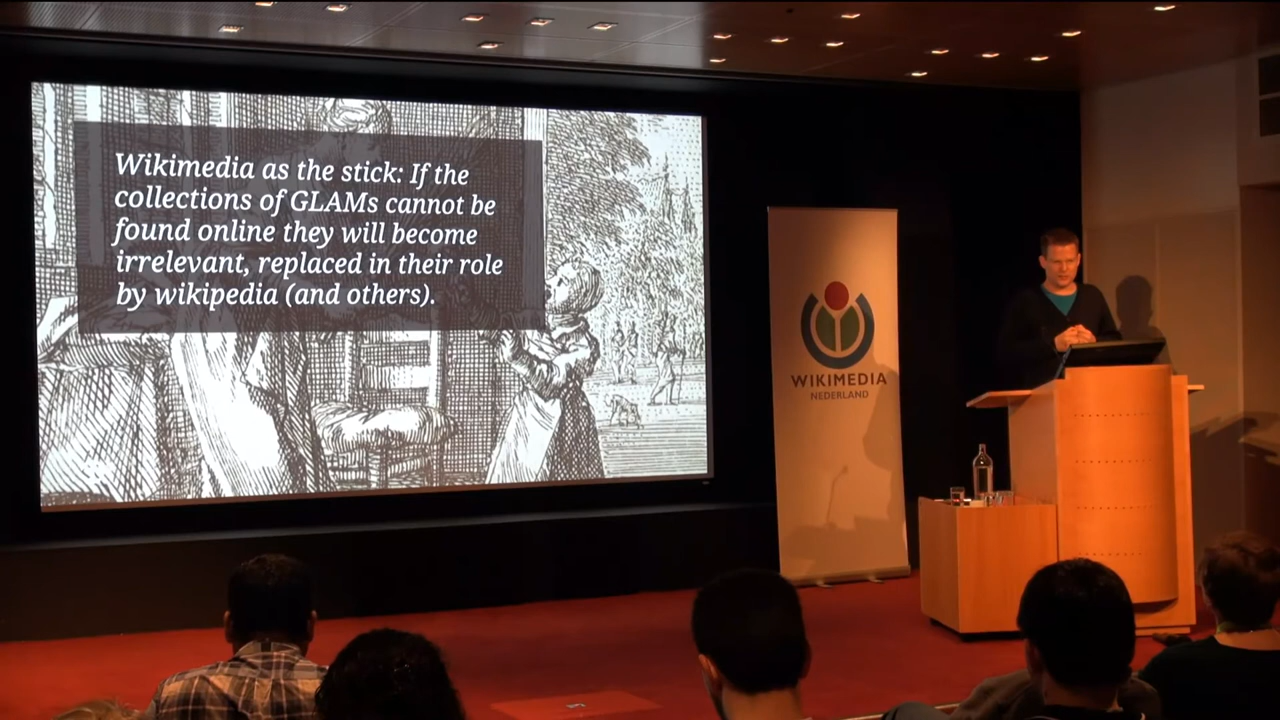 Wikimedia as the stick: If the
collections of GLAMs cannot be
found online they will become
irrelevant, replaced in their role
by wikipedia (and others).
WIKIMEDIA
NEDERLAND